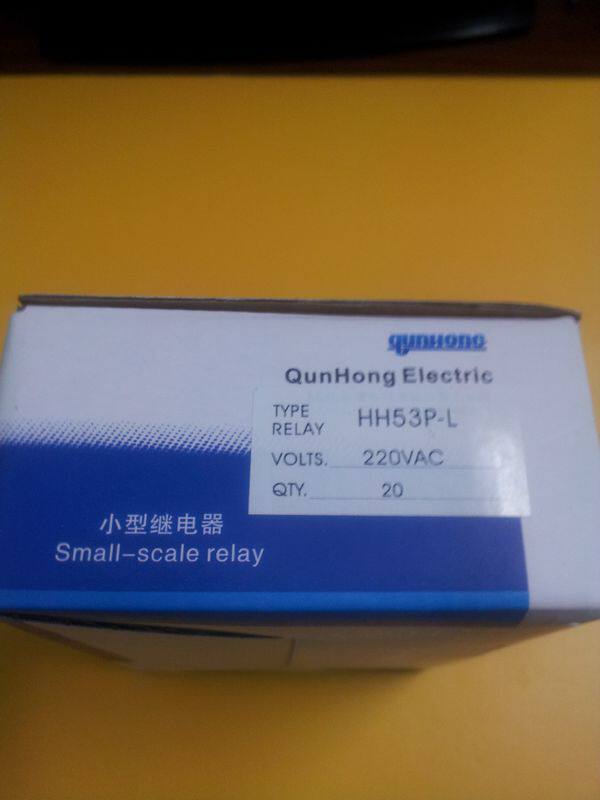 QUNHONG
QunHong Electric
TYPE RELAY HH53P-L
VOLTS. 220VAC
QTY. 20
小型继电器
Small-scale relay